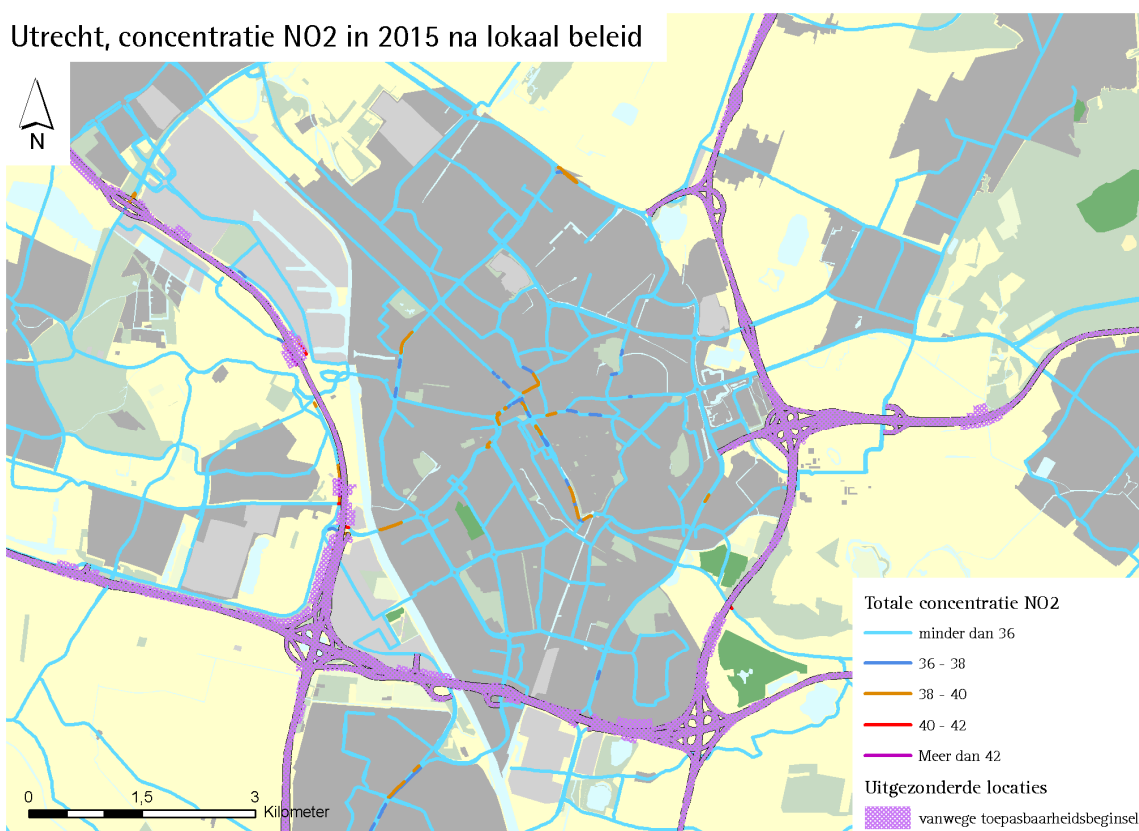 Utrecht, concentratie NO2 in 2015 na lokaal beleid
N
Totale concentratie NO2
minder dan 36
36 - 38
38 - 40
40 - 42
Meer dan 42
Uitgezonderde locaties
vanwege toepasbaarheidsbeginsel
0 1,5 3
Kilometer